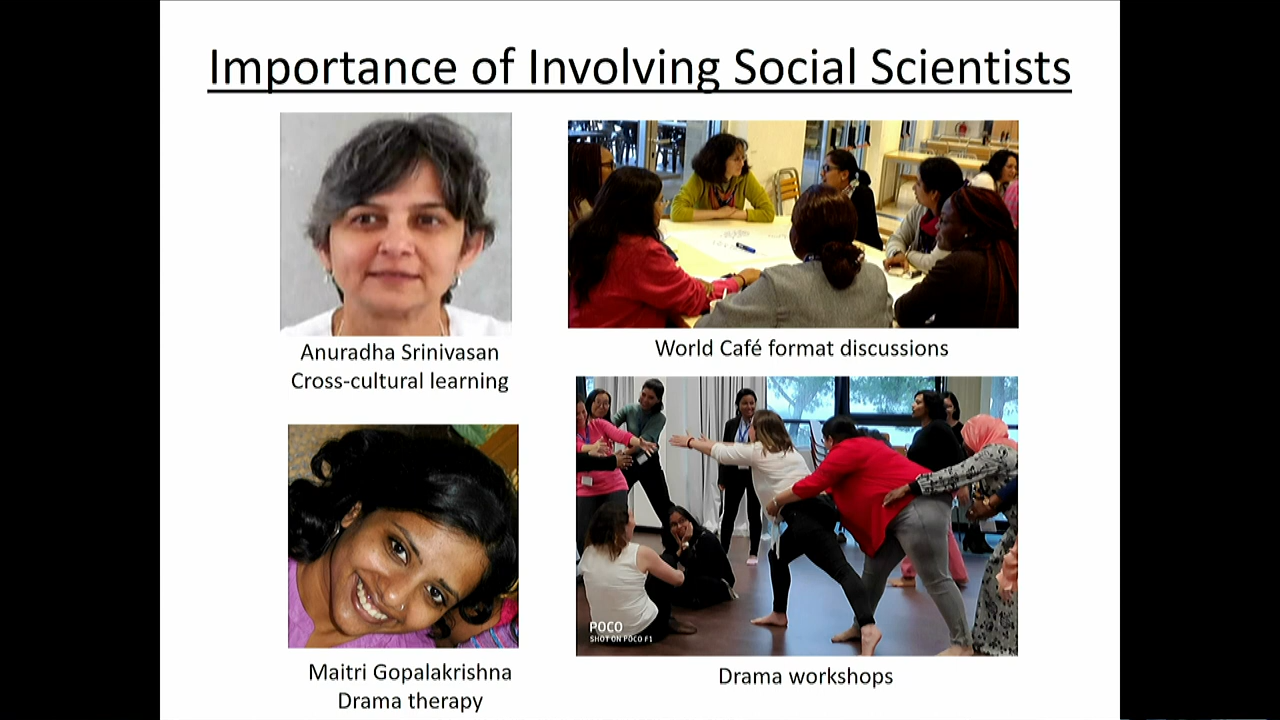 Importance of Involving Social Scientists
Anuradha Srinivasan
Cross-cultural learning
World Café format discussions
POCO
SHOT ON POCO F1
Maitri Gopalakrishna
Drama therapy
Drama workshops